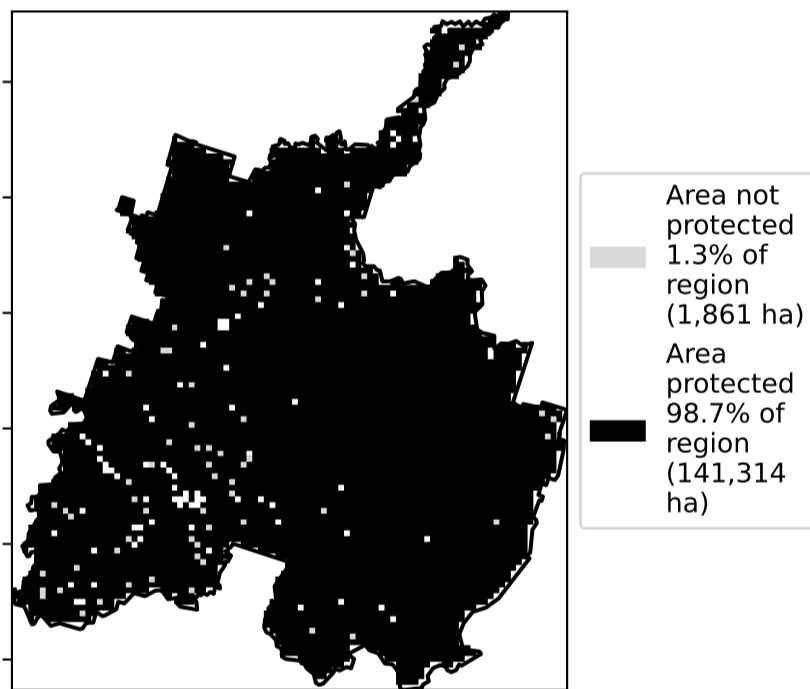 Area not
protected
1.3% of
region
(1,861 ha)
Area
protected
98.7% of
region
(141,314
ha)